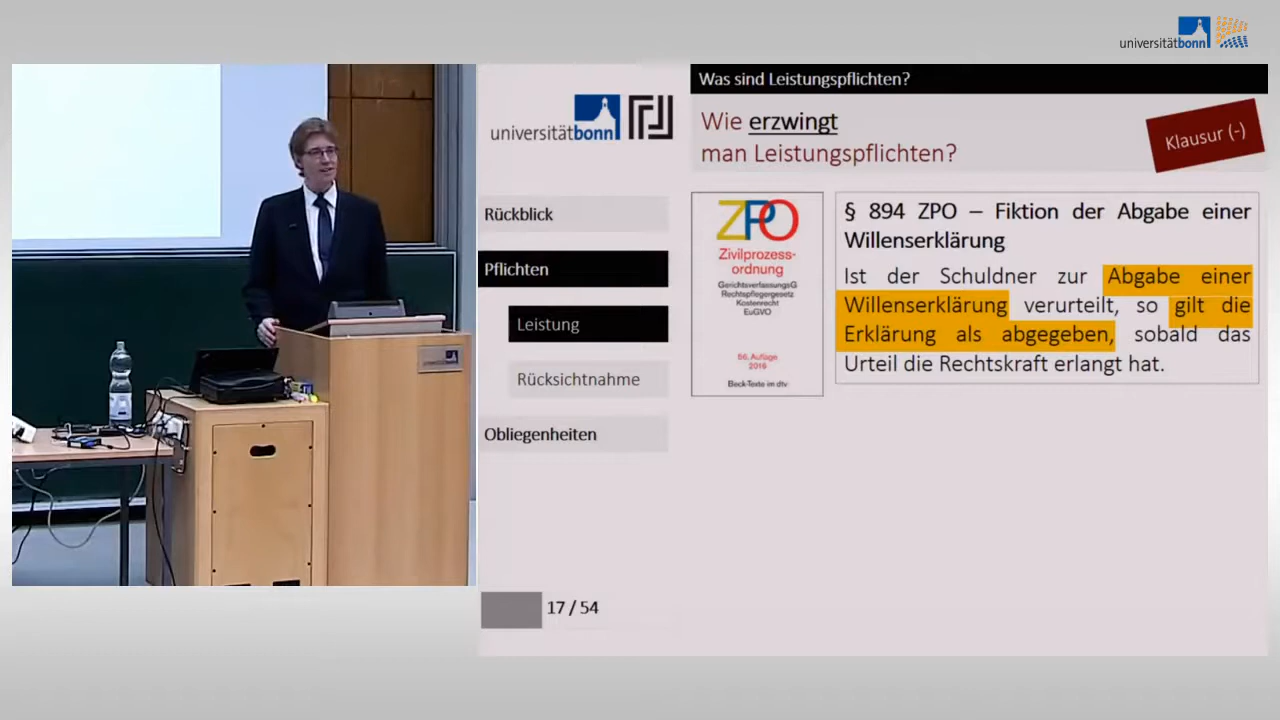 universitätbonn
Was sind Leistungspflichten?
universitätbonn
Wie erzwingt
man Leistungspflichten?
Klausur (-)
Rückblick
Pflichten
Leistung
Rücksichtnahme
Obliegenheiten
17 / 54
ZPO
Zivilprozess-
ordnung
GerichtsverfassungsG
Rechtspflegergesetz
Kostenrecht
EuGVO
56. Auflage
2016
Beck-Texte im dtv
§ 894 ZPO – Fiktion der Abgabe einer
Willenserklärung
Ist der Schuldner zur Abgabe einer
Willenserklärung verurteilt, so gilt die
Erklärung als abgegeben, sobald das
Urteil die Rechtskraft erlangt hat.